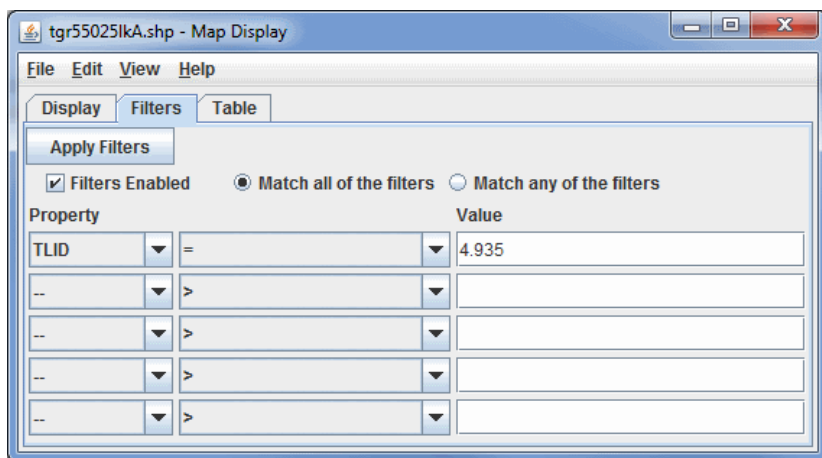 tgr55025lkA.shp - Map Display
File Edit View Help
Display Filters Table
Apply Filters
Filters Enabled Match all of the filters Match any of the filters
Property Value
TLID = 4.935
-- >
-- >
-- >
-- >